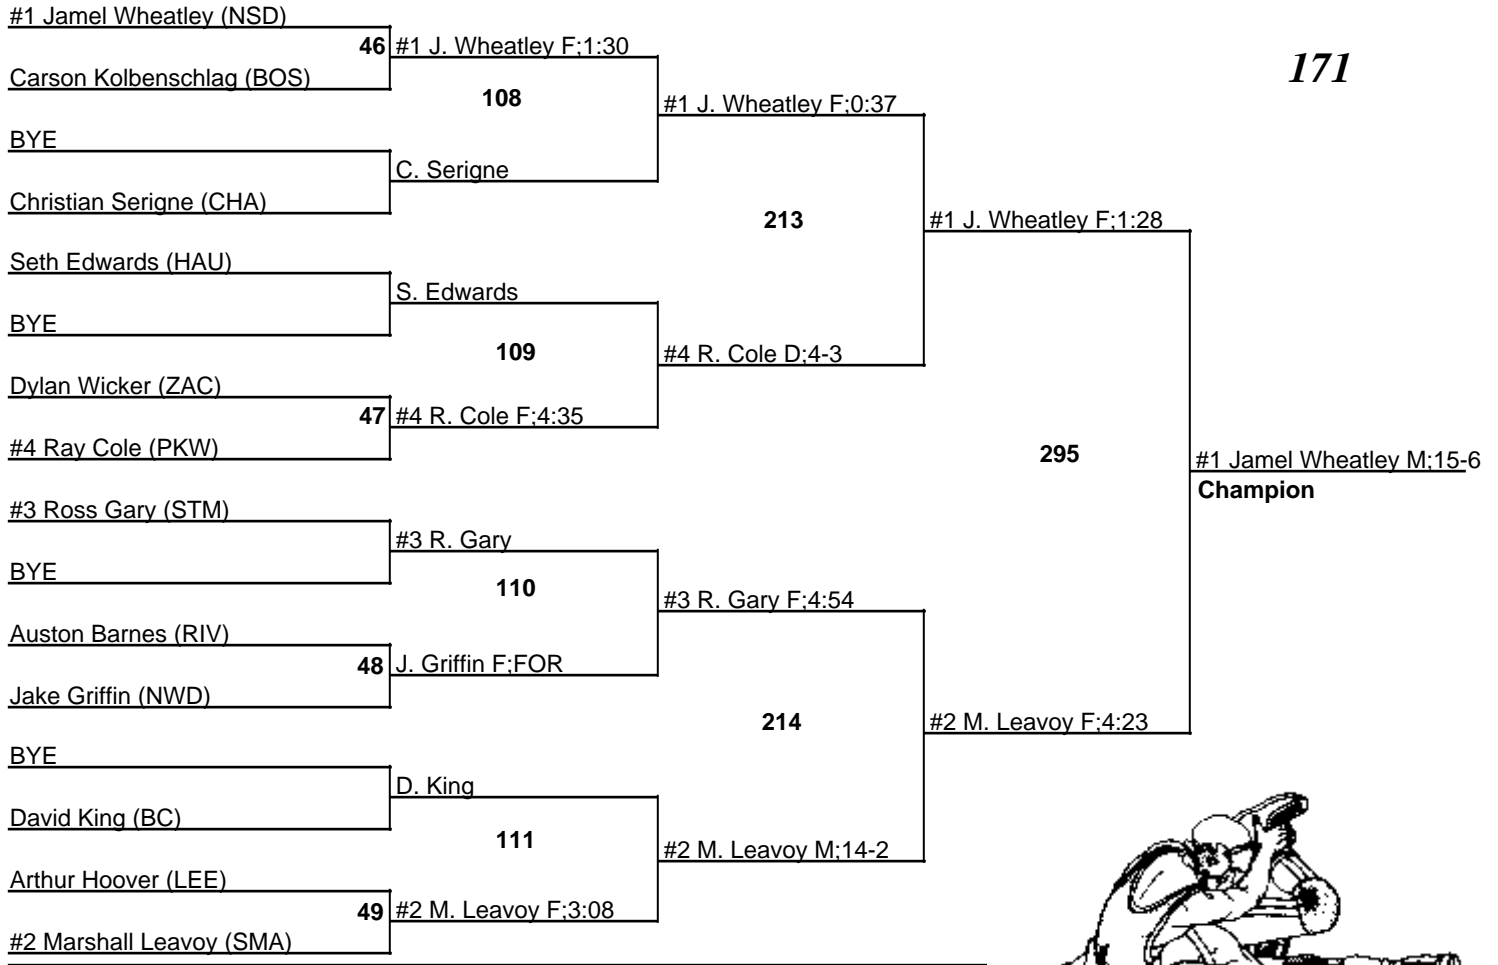 #1 Jamel Wheatley (NSD)
46 #1 J. Wheatley F;1:30
171
Carson Kolbenschlag (BOS)
108
#1 J. Wheatley F;0:37
BYE
C. Serigne
Christian Serigne (CHA)
213
#1 J. Wheatley F;1:28
Seth Edwards (HAU)
S. Edwards
BYE
109
#4 R. Cole D;4-3
Dylan Wicker (ZAC)
47 #4 R. Cole F;4:35
#4 Ray Cole (PKW)
295
#1 Jamel Wheatley M;15-6
Champion
#3 Ross Gary (STM)
#3 R. Gary
BYE
110
#3 R. Gary F;4:54
Auston Barnes (RIV)
48 J. Griffin F;FOR
Jake Griffin (NWD)
214
#2 M. Leavoy F;4:23
BYE
D. King
David King (BC)
111
#2 M. Leavoy M;14-2
Arthur Hoover (LEE)
49 #2 M. Leavoy F;3:08
#2 Marshall Leavoy (SMA)